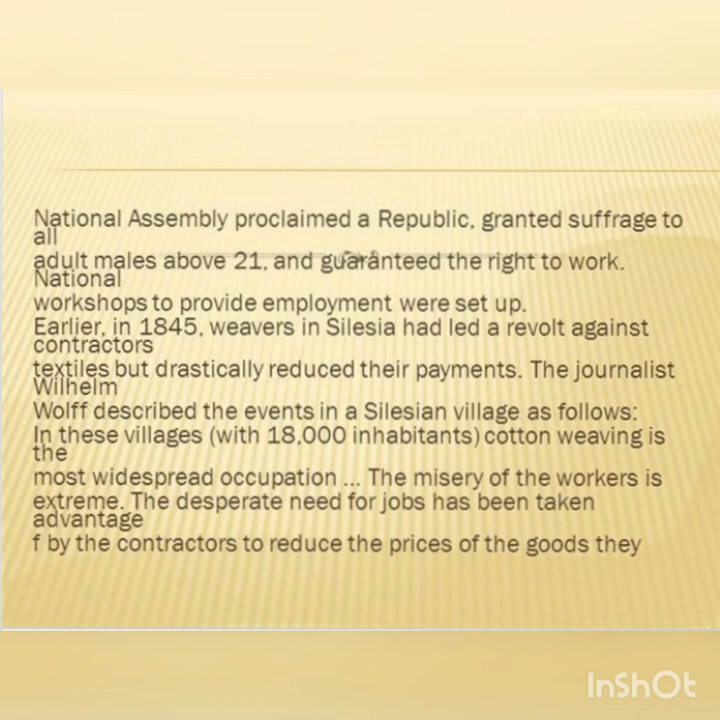 National Assembly proclaimed a Republic, granted suffrage to
all
adult males above 21, and guaranteed the right to work.
National
workshops to provide employment were set up.
Earlier, in 1845, weavers in Silesia had led a revolt against
contractors
textiles but drastically reduced their payments. The journalist
Wilhelm
Wolff described the events in a Silesian village as follows:
In these villages (with 18,000 inhabitants) cotton weaving is
the
most widespread occupation ... The misery of the workers is
extreme. The desperate need for jobs has been taken
advantage
f by the contractors to reduce the prices of the goods they
InShOt